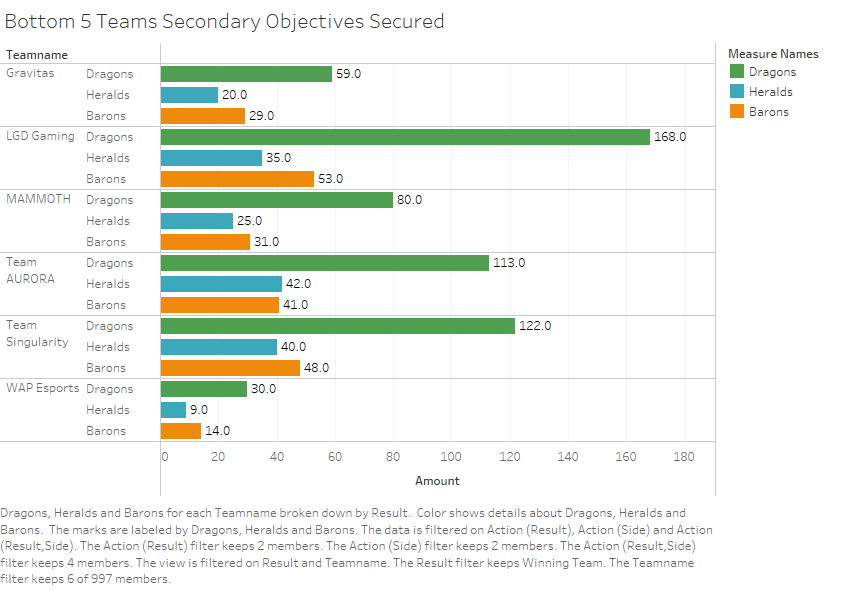 Bottom 5 Teams Secondary Objectives Secured
Teamname
Gravitas Dragons 59.0
Heralds 20.0
Barons 29.0
LGD Gaming Dragons 168.0
Heralds 35.0
Barons 53.0
MAMMOTH Dragons 80.0
Heralds 25.0
Barons 31.0
Team AURORA Dragons 113.0
Heralds 42.0
Barons 41.0
Team Singularity Dragons 122.0
Heralds 40.0
Barons 48.0
WAP Esports Dragons 30.0
Heralds 9.0
Barons 14.0
0 20 40 60 80 100 120 140 160 180
Amount
Measure Names
Dragons
Heralds
Barons
Dragons, Heralds and Barons for each Teamname broken down by Result.  Color shows details about Dragons, Heralds and
Barons.  The marks are labeled by Dragons, Heralds and Barons. The data is filtered on Action (Result), Action (Side) and Action
(Result,Side). The Action (Result) filter keeps 2 members. The Action (Side) filter keeps 2 members. The Action (Result,Side)
filter keeps 4 members. The view is filtered on Result and Teamname. The Result filter keeps Winning Team. The Teamname
filter keeps 6 of 997 members.